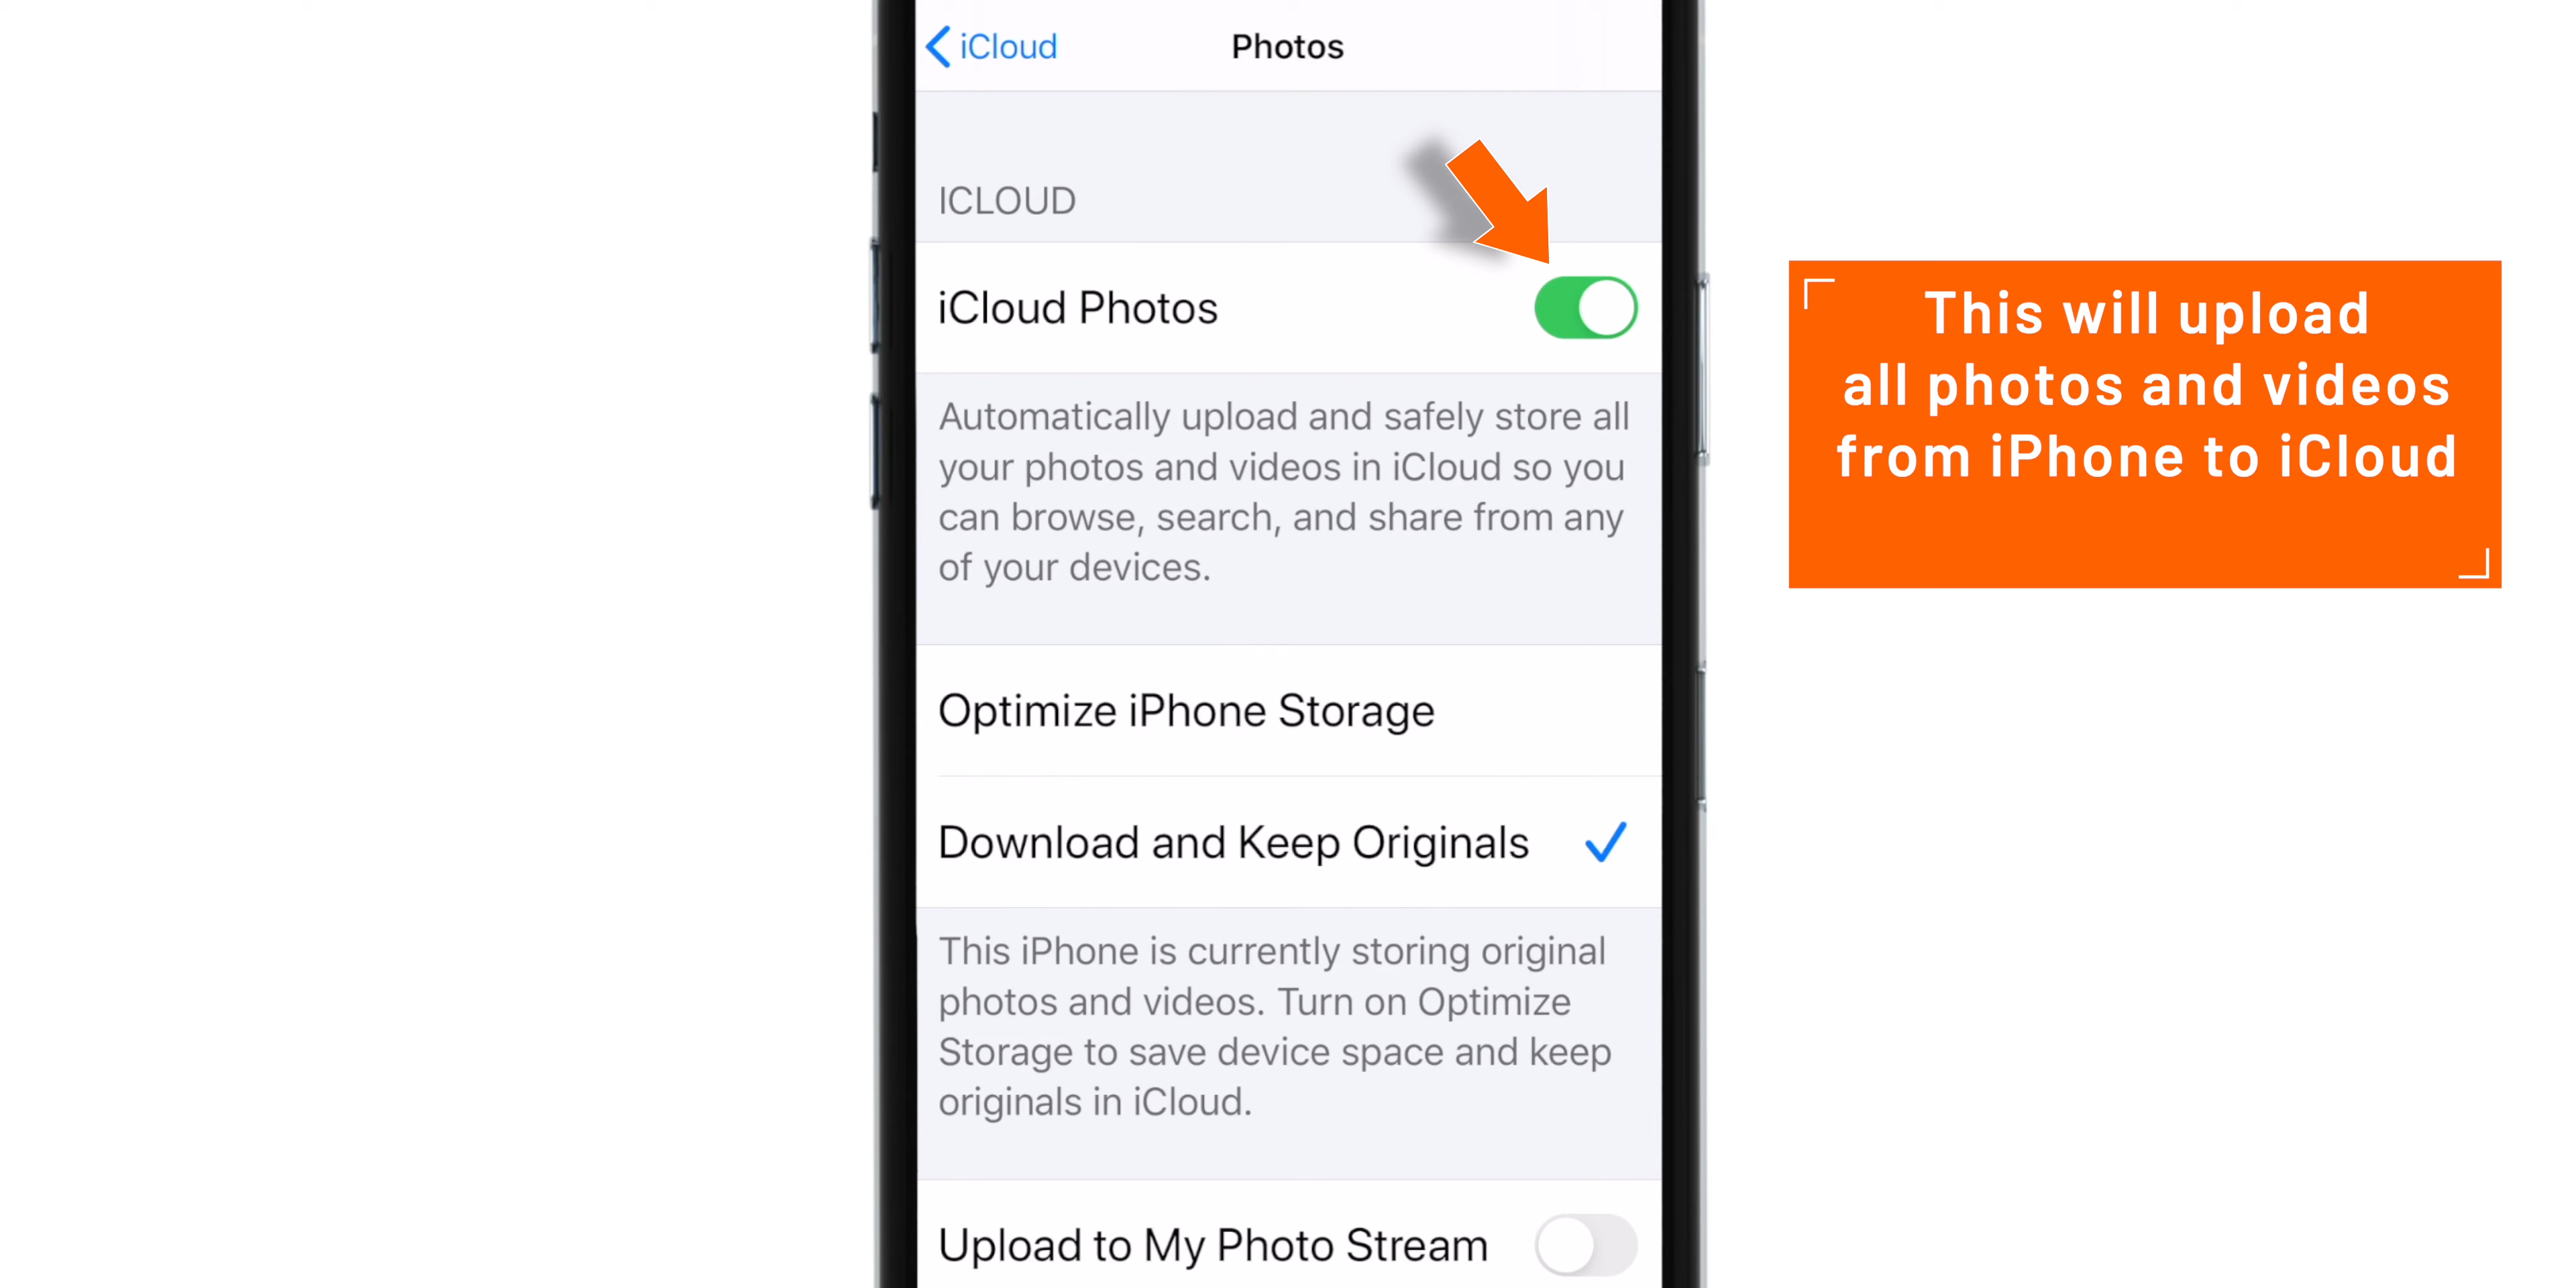 iCloud
Photos
ICLOUD
iCloud Photos
Automatically upload and safely store all
your photos and videos in iCloud so you
can browse, search, and share from any
of your devices.
Optimize iPhone Storage
Download and Keep Originals
This iPhone is currently storing original
photos and videos. Turn on Optimize
Storage to save device space and keep
originals in iCloud.
Upload to My Photo Stream
This will upload
all photos and videos
from iPhone to iCloud